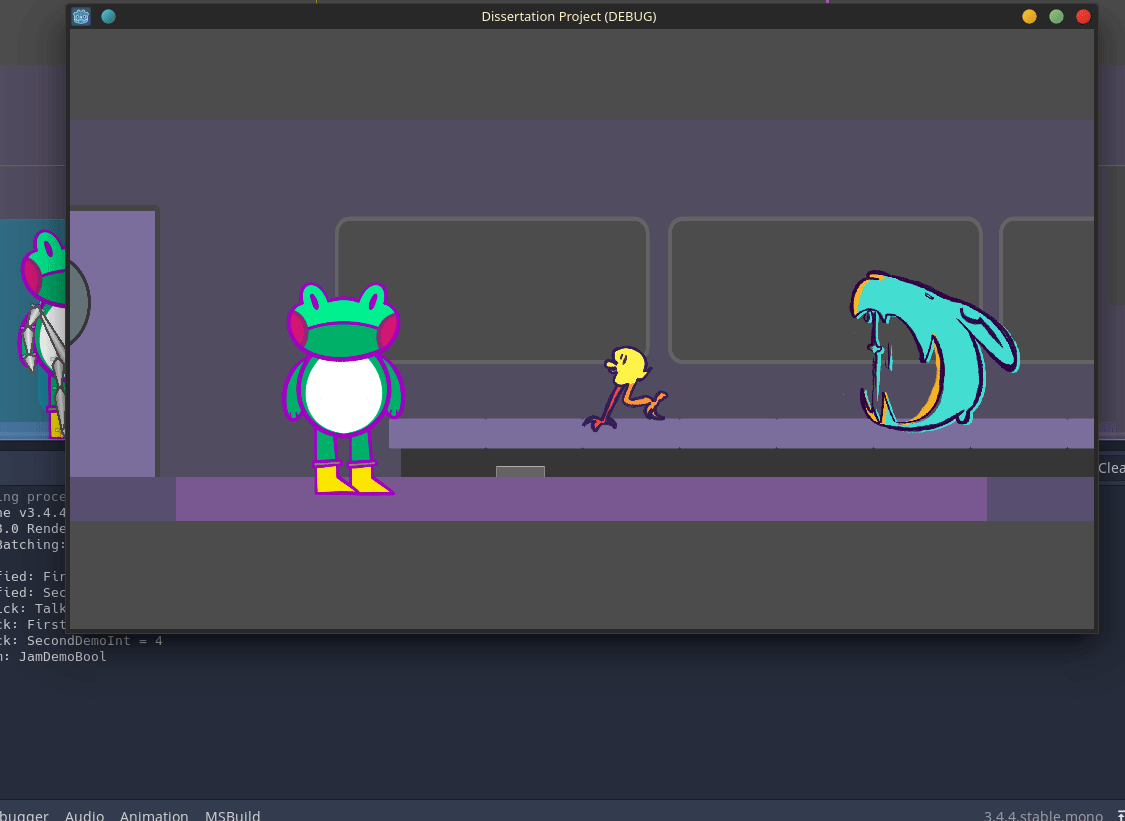 Dissertation Project (DEBUG)
Clea
ing proce
ne v3.4.4
3.0 Rende
Batching:
fied: Fir
fied: Sec
ick: Talk
ck: First
ck: SecondDemoInt = 4
n: JamDemoBool
bugger Audio Animation MSBuild 3.4.4.stable.mono